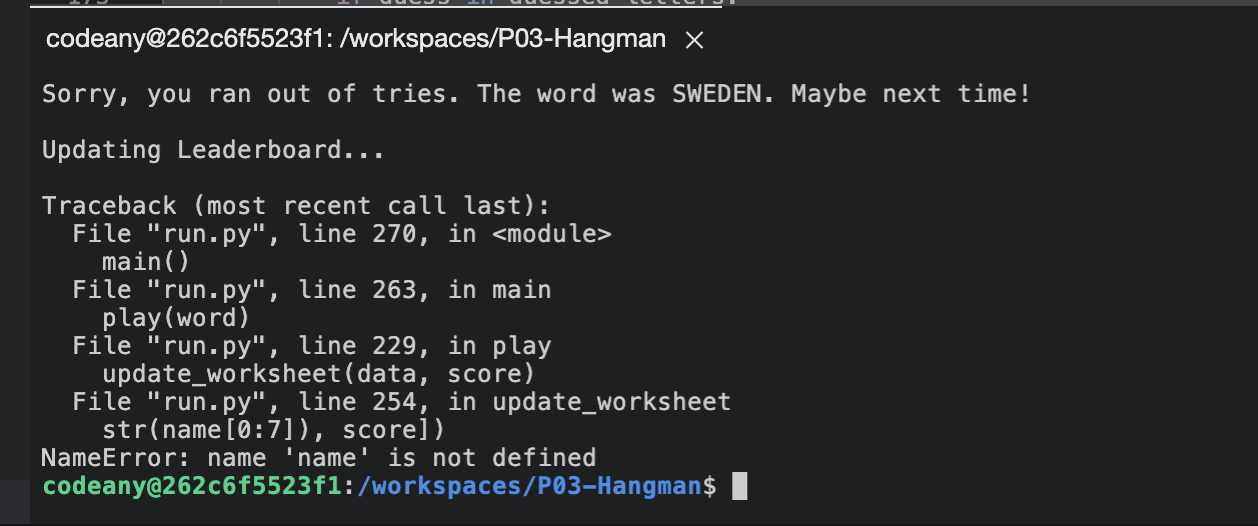 codeany@262c6f5523f1: /workspaces/P03-Hangman ×
Sorry, you ran out of tries. The word was SWEDEN. Maybe next time!
Updating Leaderboard...
Traceback (most recent call last):
File "run.py", line 270, in <module>
main()
File "run.py", line 263, in main
play(word)
File "run.py", line 229, in play
update_worksheet(data, score)
File "run.py", line 254, in update_worksheet
str(name[0:7]), score])
NameError: name 'name' is not defined
codeany@262c6f5523f1:/workspaces/P03-Hangman$